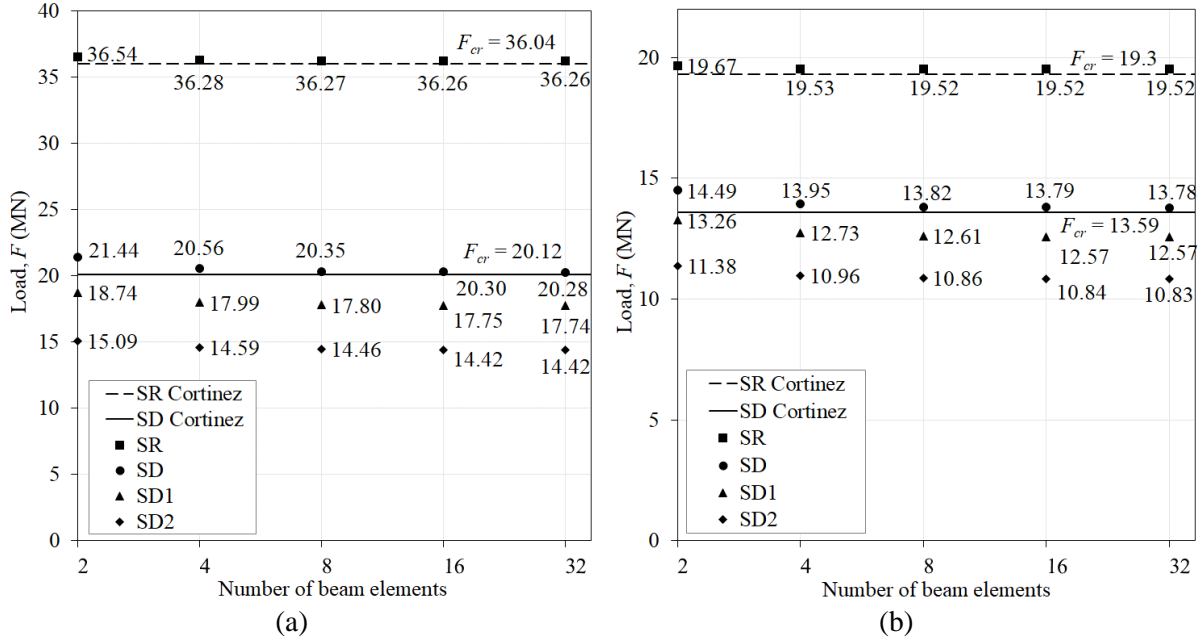 40
35
30
25
20
15
10
5
0
Load, F (MN)
36.54
F_cr = 36.04
36.28
36.27
36.26
36.26
21.44
20.56
20.35
F_cr = 20.12
20.30
20.28
18.74
17.99
17.80
17.75
17.74
15.09
14.59
14.46
14.42
14.42
SR Cortinez
SD Cortinez
SR
SD
SD1
SD2
2
4
8
16
32
Number of beam elements
(a)
20
15
10
5
0
Load, F (MN)
19.67
F_cr = 19.3
19.53
19.52
19.52
19.52
14.49
13.95
13.82
13.79
13.78
13.26
12.73
12.61
F_cr = 13.59
12.57
12.57
11.38
10.96
10.86
10.84
10.83
SR Cortinez
SD Cortinez
SR
SD
SD1
SD2
2
4
8
16
32
Number of beam elements
(b)